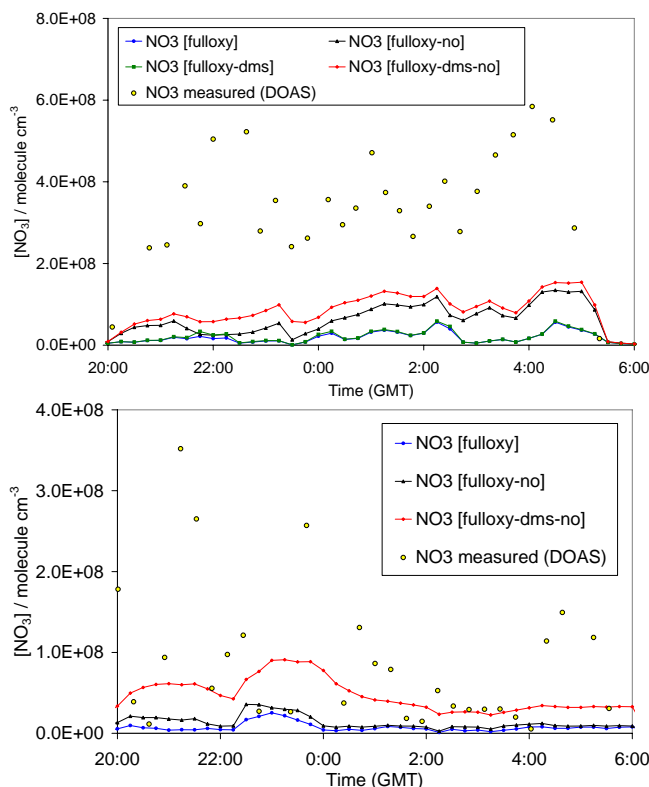 8.0E+08
NO3 [fulloxy] NO3 [fulloxy-no]
NO3 [fulloxy-dms] NO3 [fulloxy-dms-no]
NO3 measured (DOAS)
6.0E+08
4.0E+08
2.0E+08
0.0E+00
[NO₃] / molecule cm⁻³
20:00 22:00 0:00 2:00 4:00 6:00
Time (GMT)
4.0E+08
NO3 [fulloxy]
NO3 [fulloxy-no]
NO3 [fulloxy-dms-no]
NO3 measured (DOAS)
3.0E+08
2.0E+08
1.0E+08
0.0E+00
[NO₃] / molecule cm⁻³
20:00 22:00 0:00 2:00 4:00 6:00
Time (GMT)